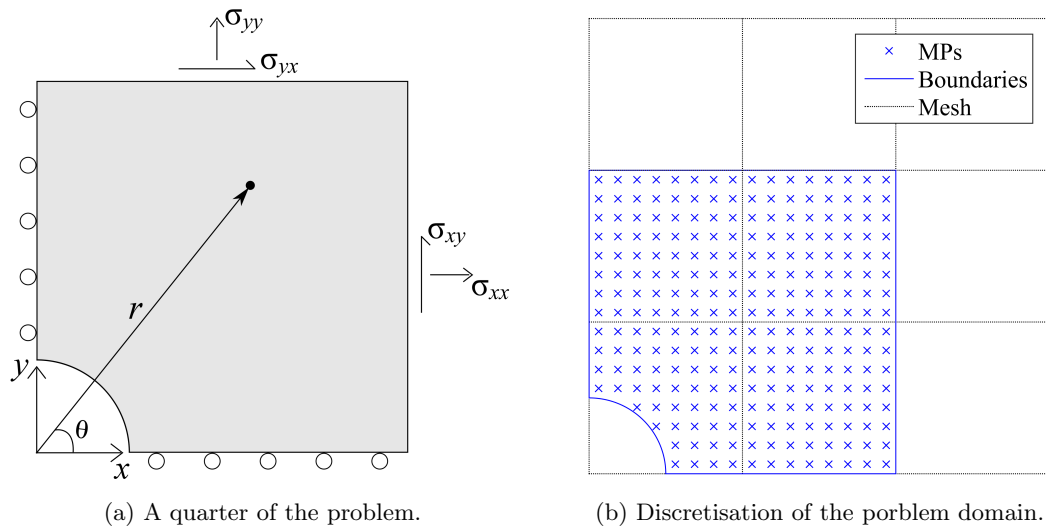 σyy
σyx
σxy
σxx
r
y
θ
x
MPs
Boundaries
Mesh
(a) A quarter of the problem.
(b) Discretisation of the porblem domain.